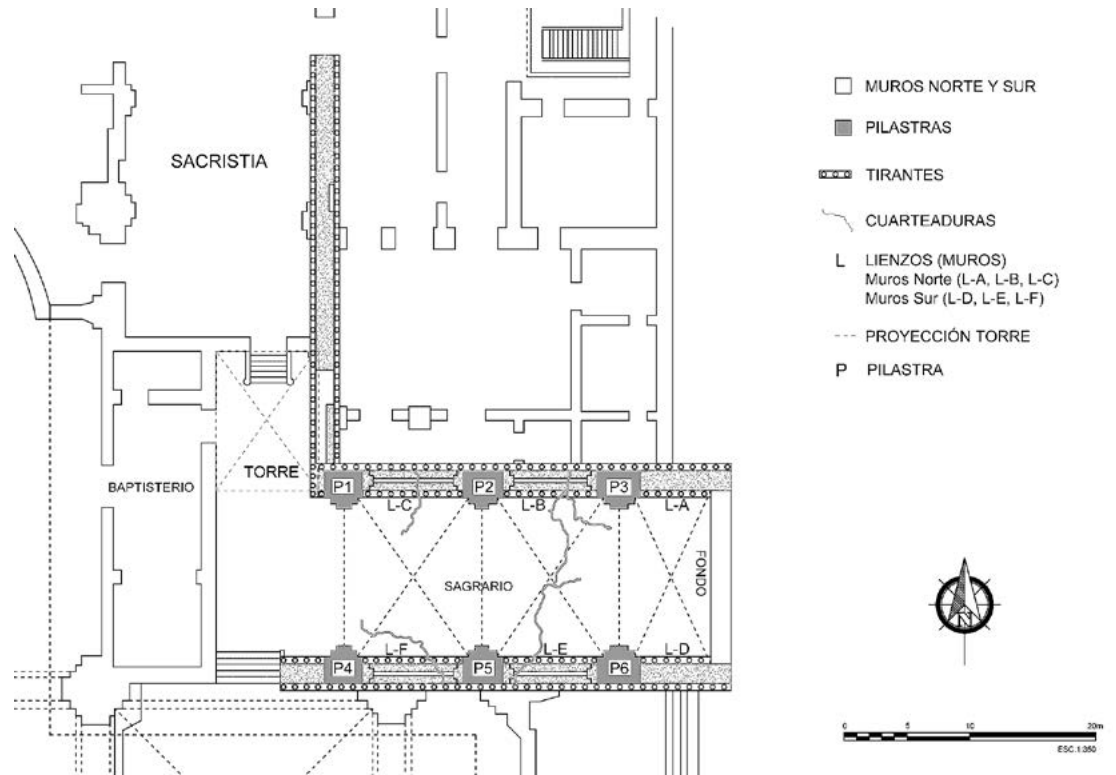 SACRISTIA
TORRE
BAPTISTERIO
P1
P2
P3
L-C
L-B
L-A
SAGRARIO
FONDO
L-F
L-E
L-D
P4
P5
P6
MUROS NORTE Y SUR
PILASTRAS
TIRANTES
CUARTEADURAS
L LIENZOS (MUROS)
Muros Norte (L-A, L-B, L-C)
Muros Sur (L-D, L-E, L-F)
PROYECCIÓN TORRE
P PILASTRA
N
0 5 10 20m
ESC.1:350